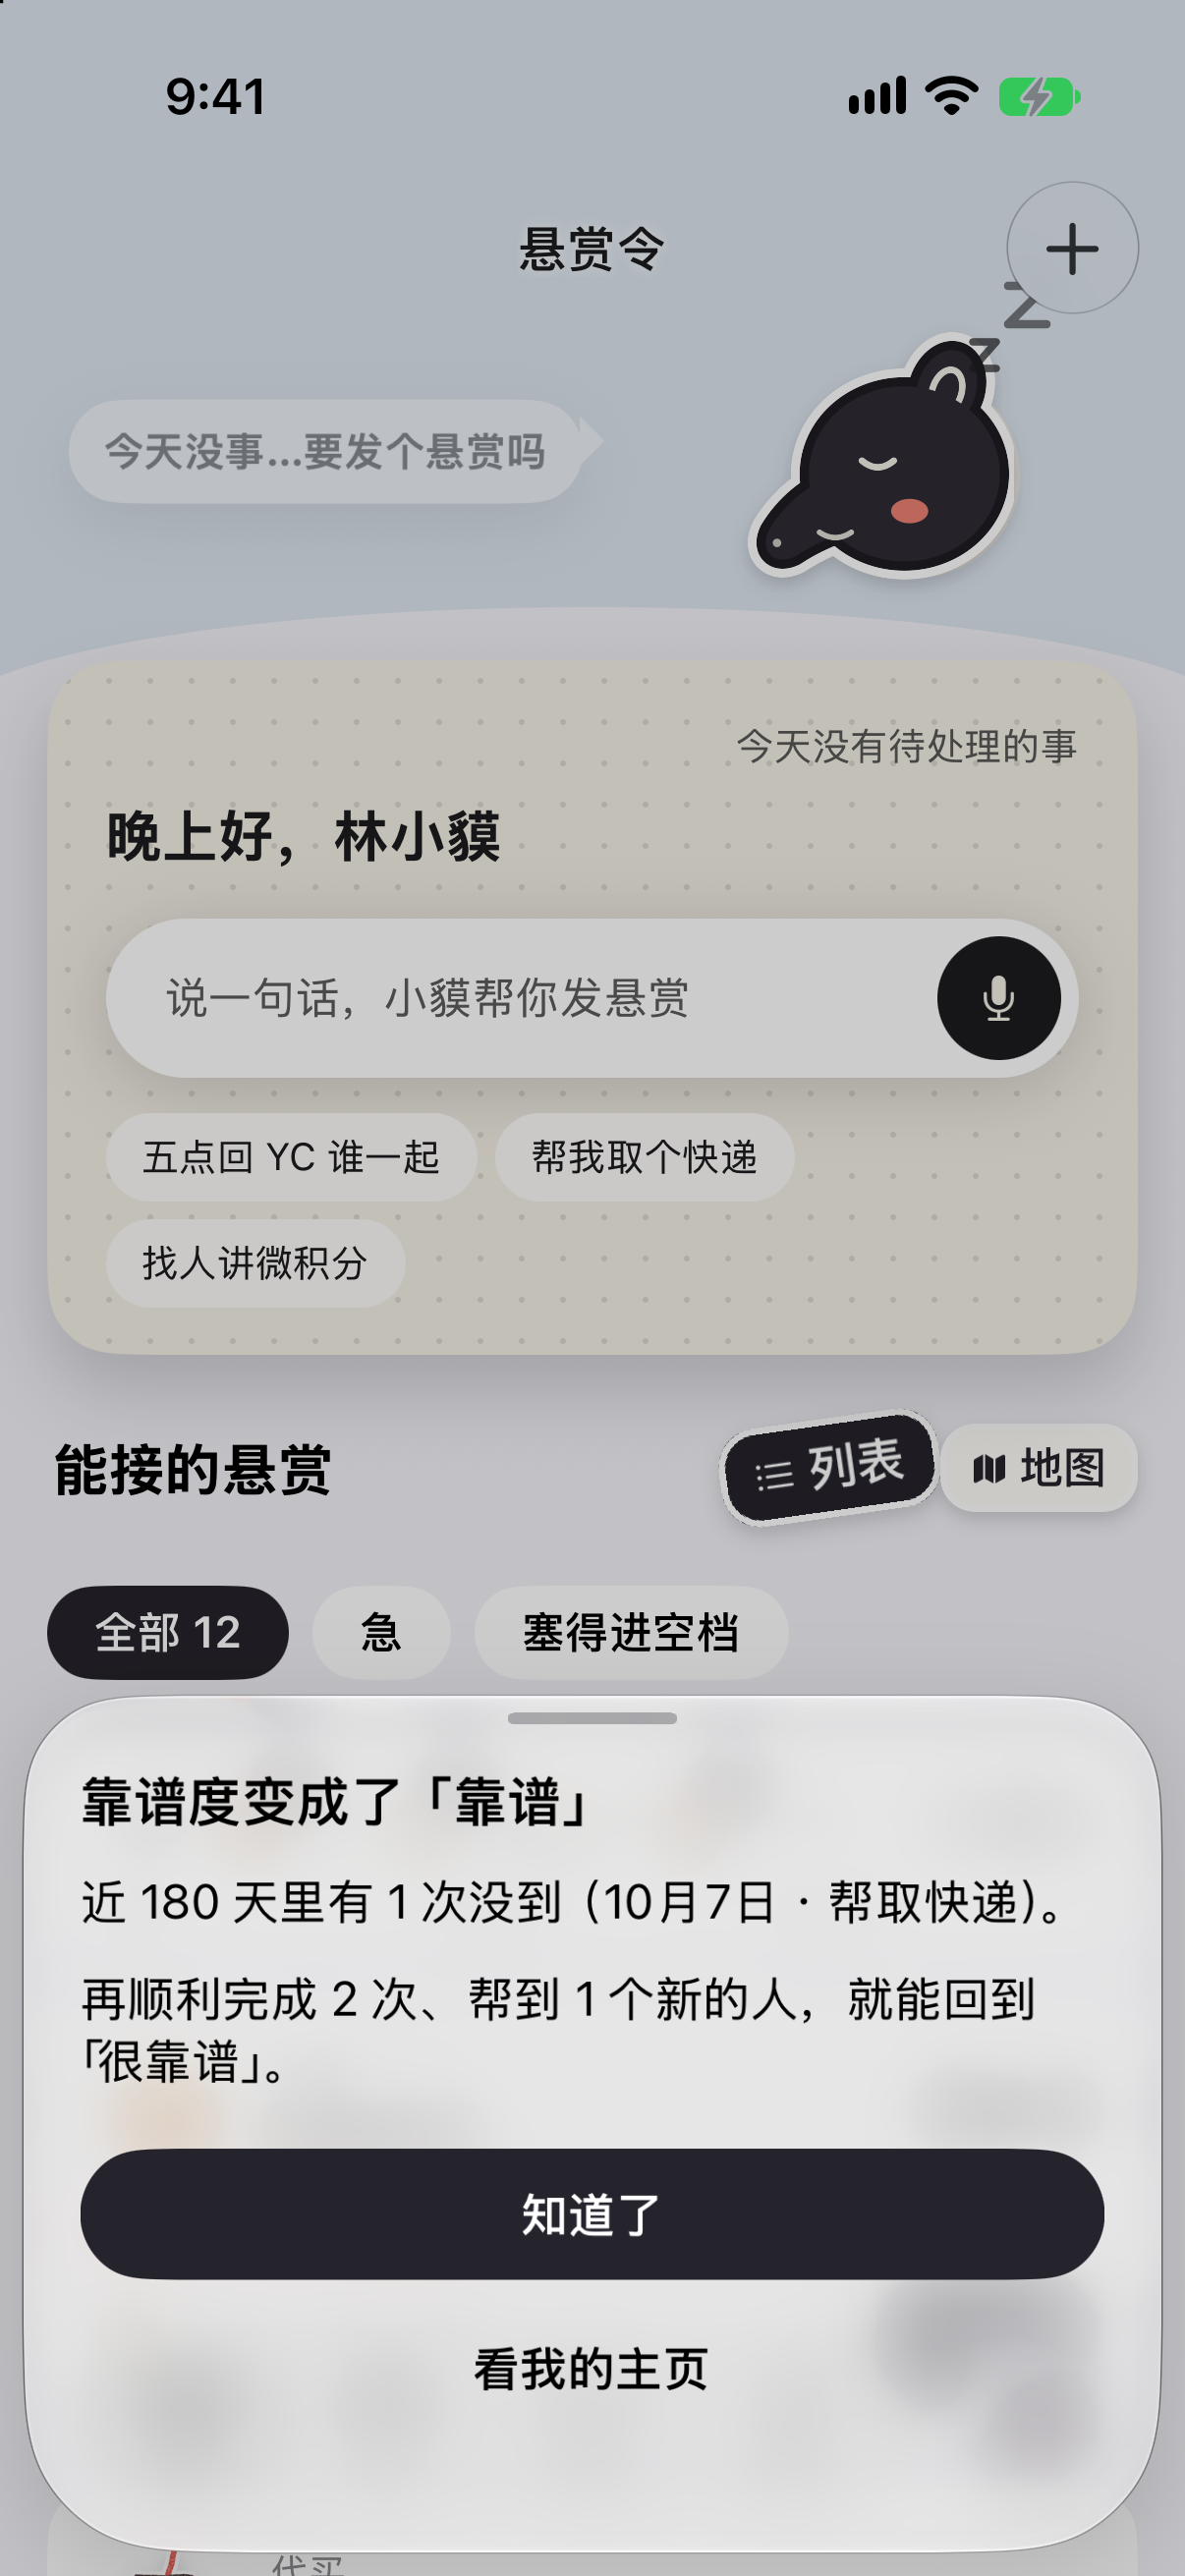 9:41
悬赏令
z
z
今天没事...要发个悬赏吗
今天没有待处理的事
晚上好，林小貘
说一句话，小貘帮你发悬赏
五点回 YC 谁一起
帮我取个快递
找人讲微积分
能接的悬赏
列表
地图
全部 12
急
塞得进空档
靠谱度变成了「靠谱」
近 180 天里有 1 次没到（10月7日 · 帮取快递）。
再顺利完成 2 次、帮到 1 个新的人，就能回到
「很靠谱」。
知道了
看我的主页
代买